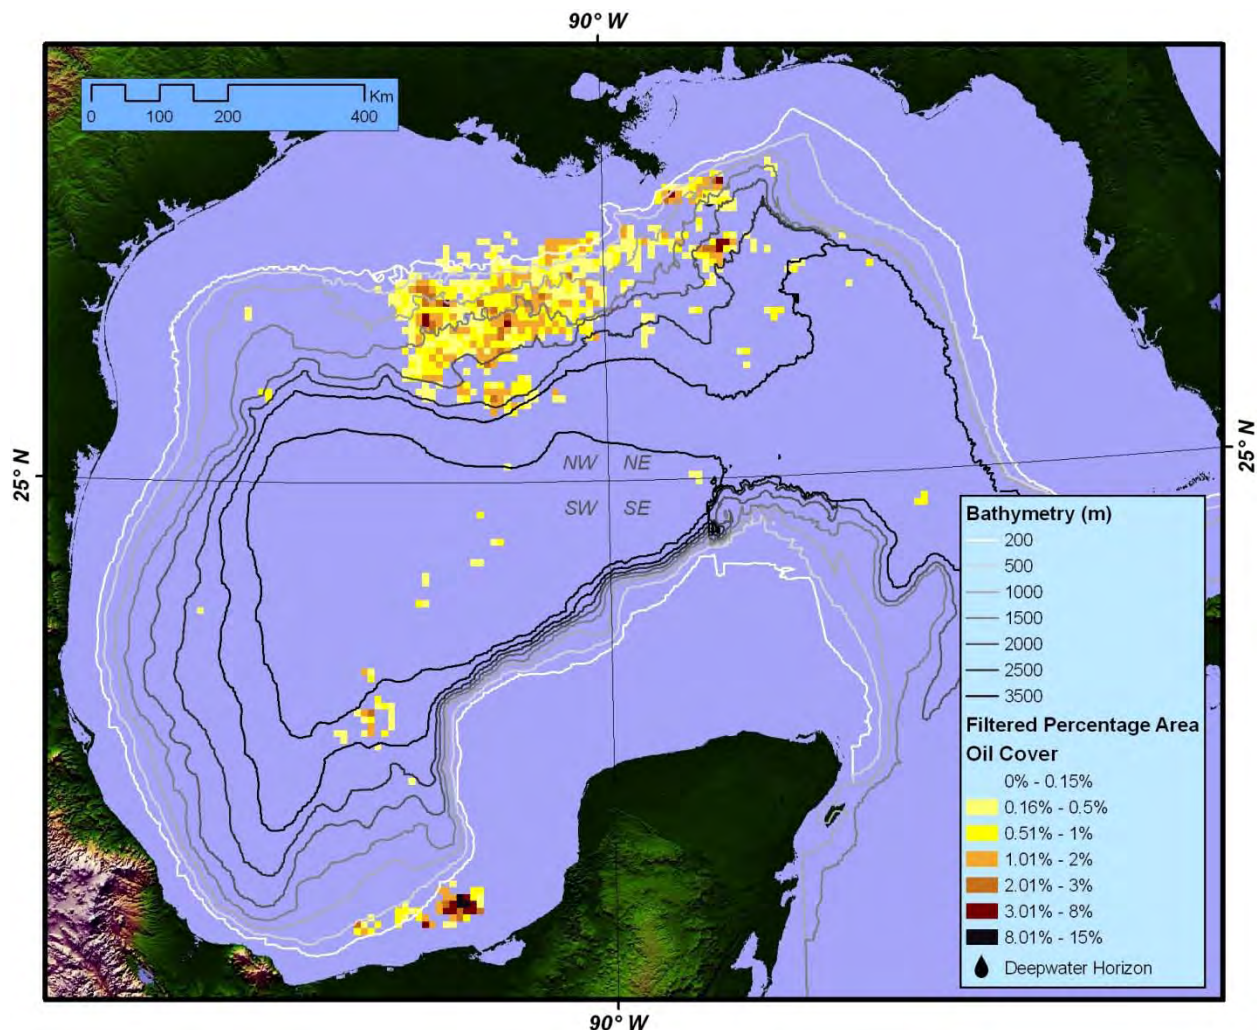 90° W
Km
0 100 200 400
25° N
25° N
NW NE
SW SE
Bathymetry (m)
200
500
1000
1500
2000
2500
3500
Filtered Percentage Area
Oil Cover
0% - 0.15%
0.16% - 0.5%
0.51% - 1%
1.01% - 2%
2.01% - 3%
3.01% - 8%
8.01% - 15%
Deepwater Horizon
90° W